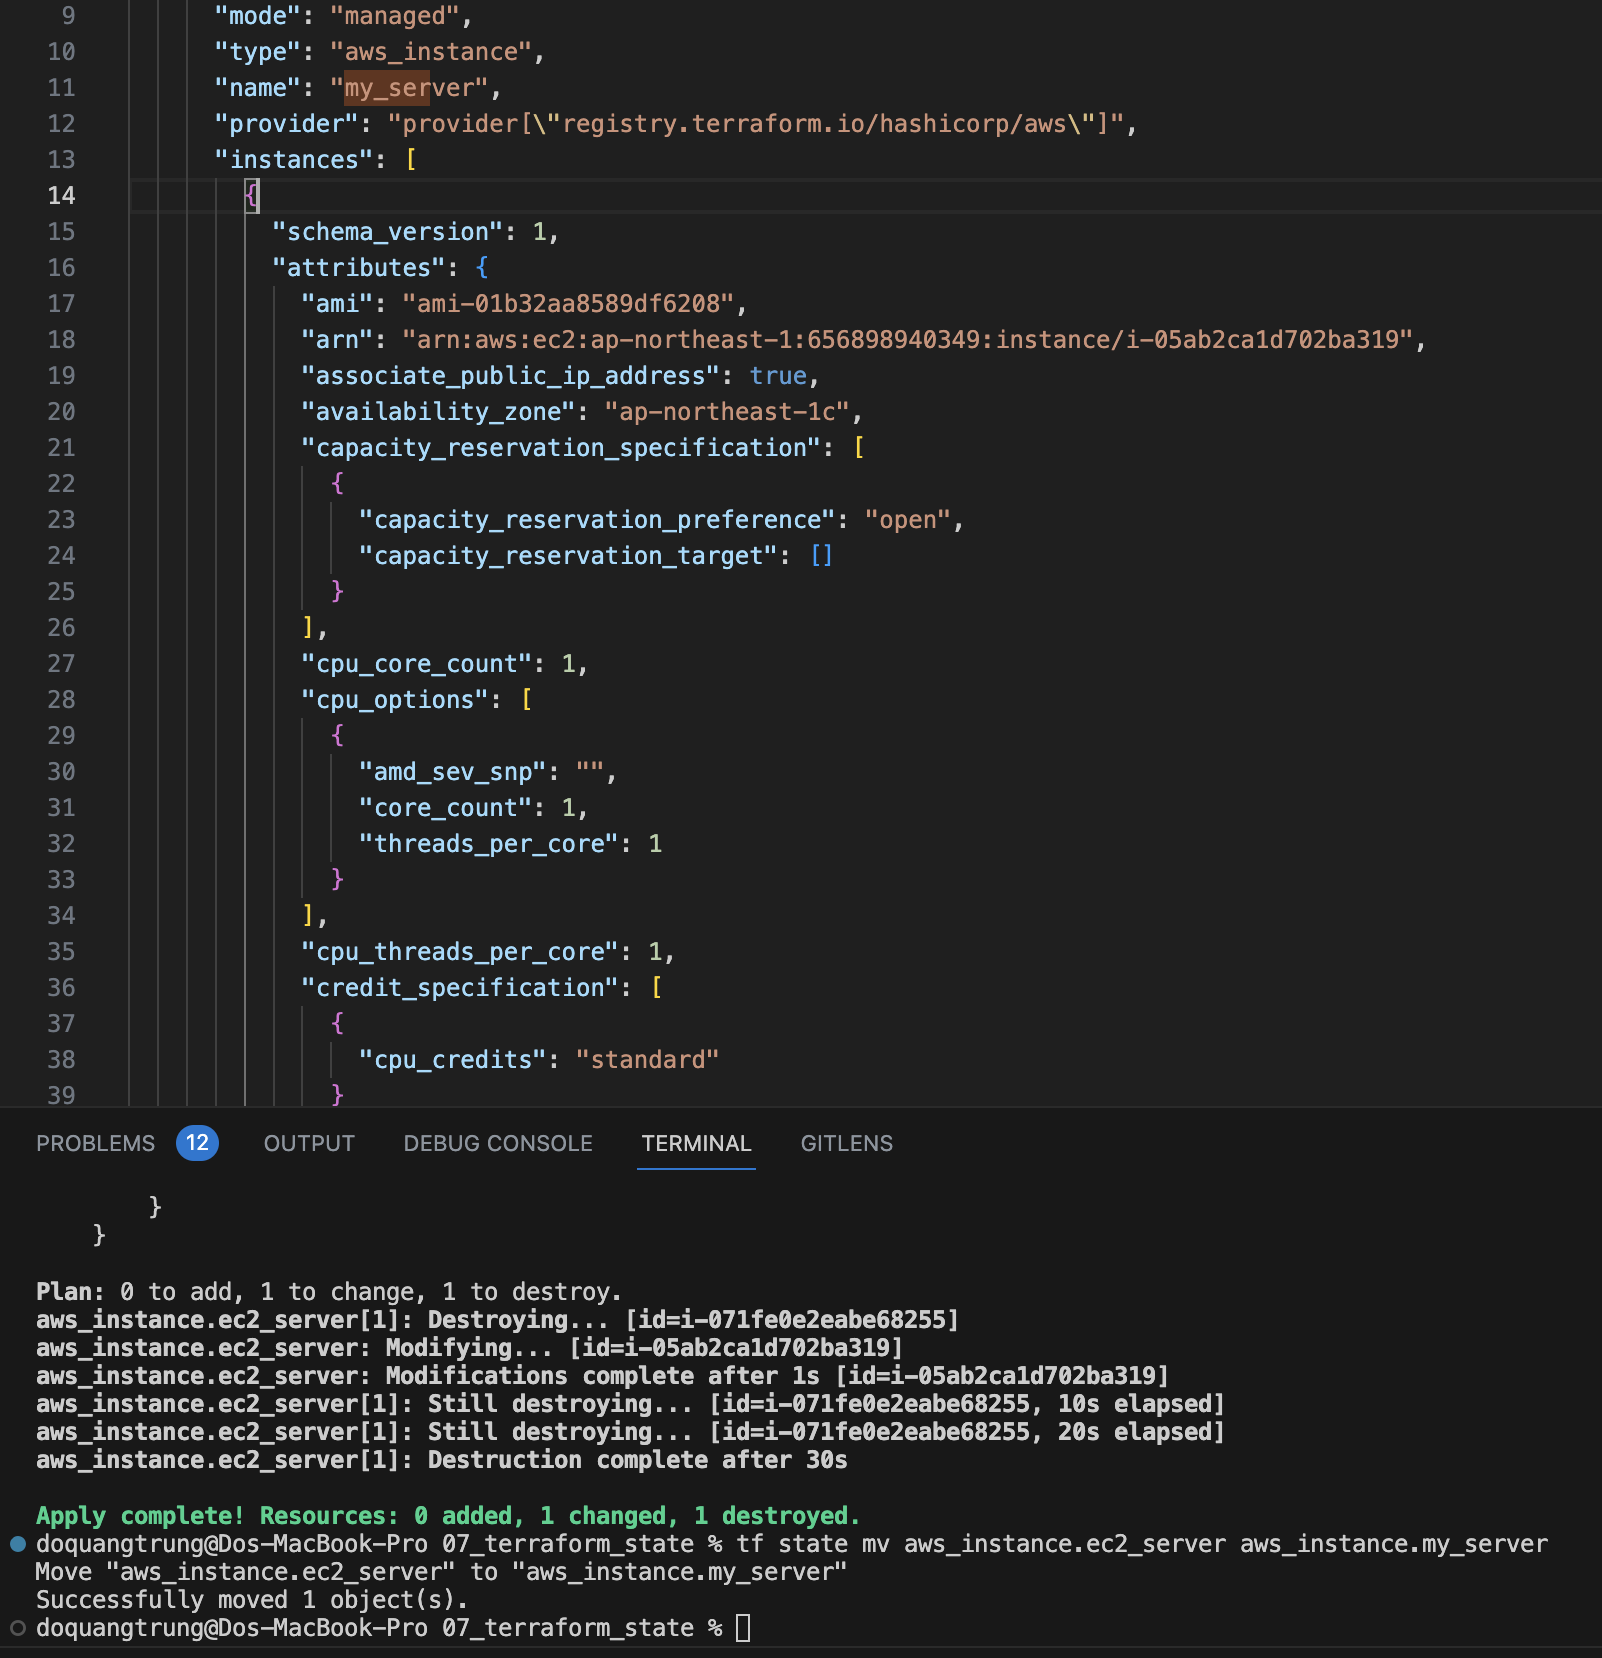 9 "mode": "managed",
10 "type": "aws_instance",
11 "name": "my_server",
12 "provider": "provider[\"registry.terraform.io/hashicorp/aws\"]",
13 "instances": [
14 {
15 "schema_version": 1,
16 "attributes": {
17 "ami": "ami-01b32aa8589df6208",
18 "arn": "arn:aws:ec2:ap-northeast-1:656898940349:instance/i-05ab2ca1d702ba319",
19 "associate_public_ip_address": true,
20 "availability_zone": "ap-northeast-1c",
21 "capacity_reservation_specification": [
22 {
23 "capacity_reservation_preference": "open",
24 "capacity_reservation_target": []
25 }
26 ],
27 "cpu_core_count": 1,
28 "cpu_options": [
29 {
30 "amd_sev_snp": "",
31 "core_count": 1,
32 "threads_per_core": 1
33 }
34 ],
35 "cpu_threads_per_core": 1,
36 "credit_specification": [
37 {
38 "cpu_credits": "standard"
39 }
PROBLEMS 12 OUTPUT DEBUG CONSOLE TERMINAL GITLENS
}
}
Plan: 0 to add, 1 to change, 1 to destroy.
aws_instance.ec2_server[1]: Destroying... [id=i-071fe0e2eabe68255]
aws_instance.ec2_server: Modifying... [id=i-05ab2ca1d702ba319]
aws_instance.ec2_server: Modifications complete after 1s [id=i-05ab2ca1d702ba319]
aws_instance.ec2_server[1]: Still destroying... [id=i-071fe0e2eabe68255, 10s elapsed]
aws_instance.ec2_server[1]: Still destroying... [id=i-071fe0e2eabe68255, 20s elapsed]
aws_instance.ec2_server[1]: Destruction complete after 30s
Apply complete! Resources: 0 added, 1 changed, 1 destroyed.
doquangtrung@Dos-MacBook-Pro 07_terraform_state % tf state mv aws_instance.ec2_server aws_instance.my_server
Move "aws_instance.ec2_server" to "aws_instance.my_server"
Successfully moved 1 object(s).
doquangtrung@Dos-MacBook-Pro 07_terraform_state %